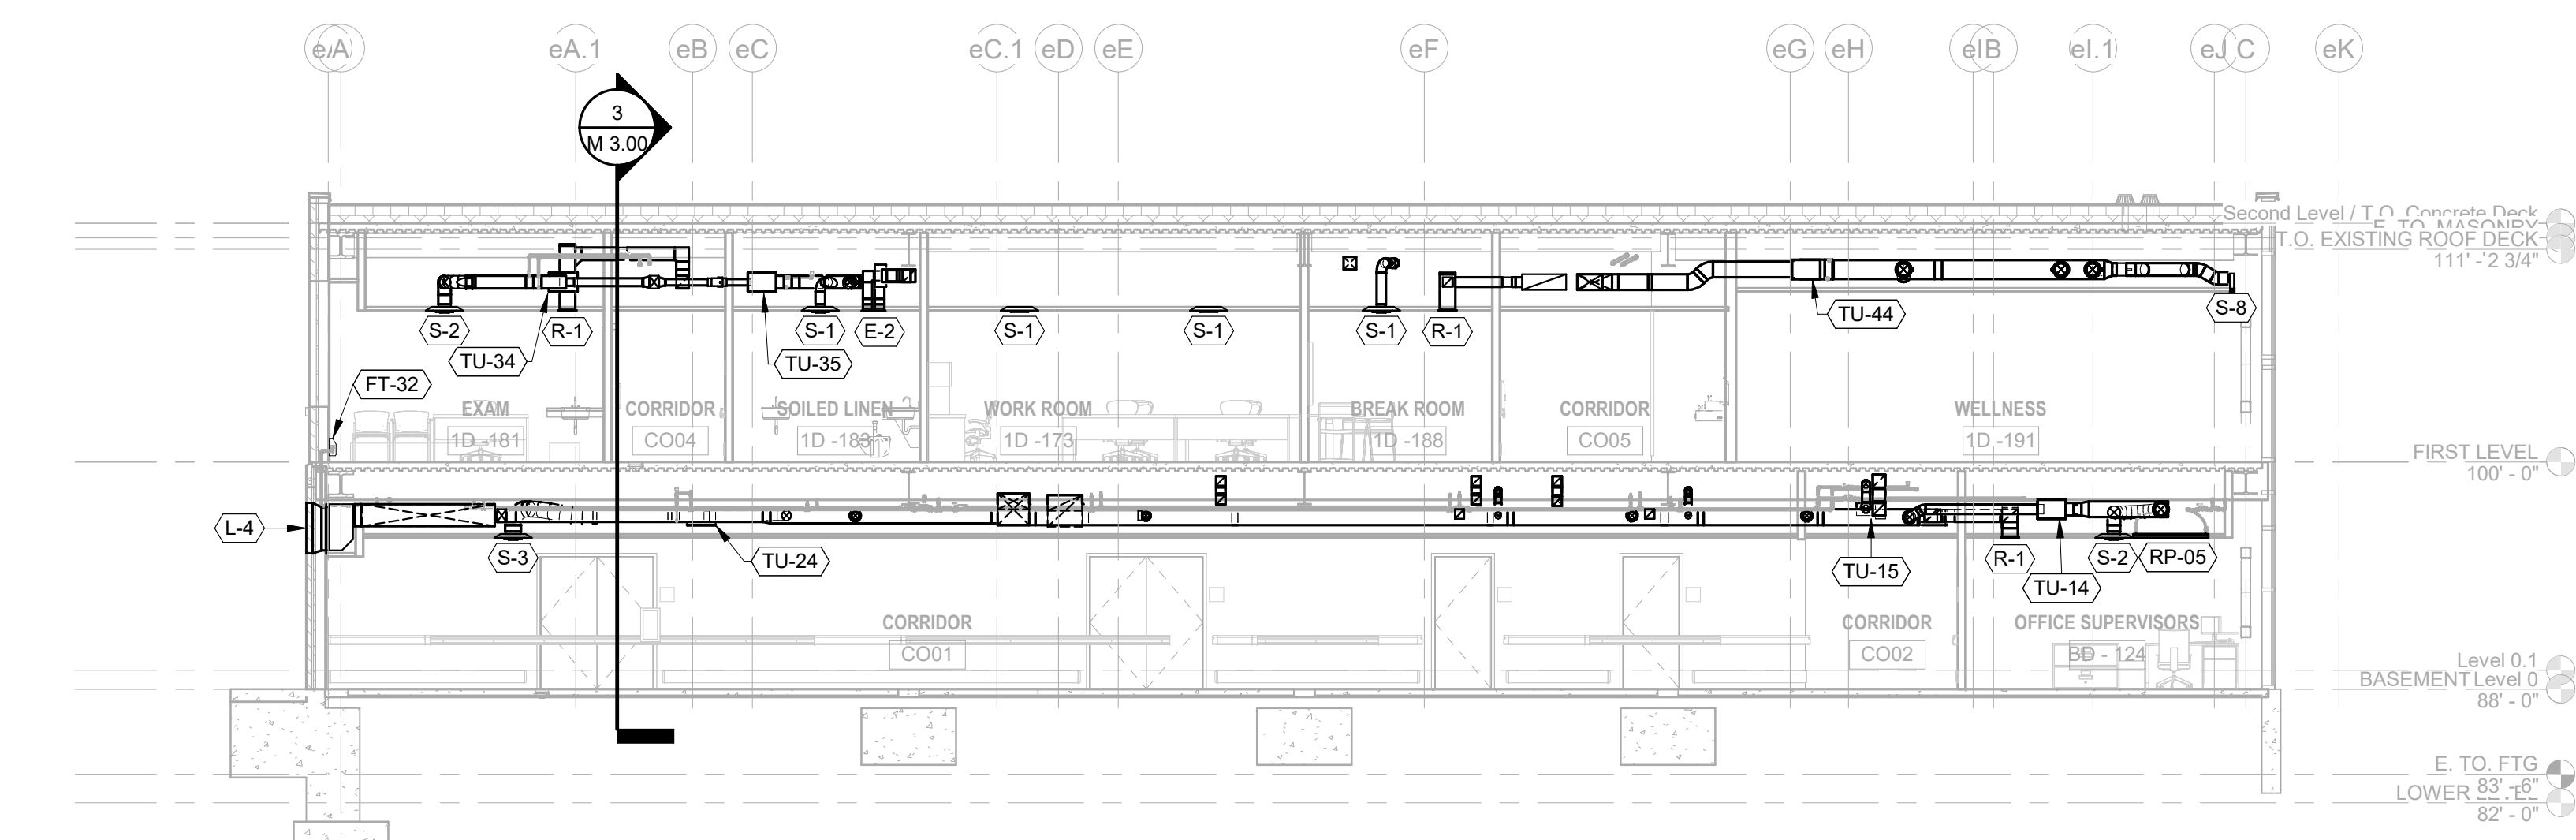 eA
eA.1
eB
eC
eC.1
eD
eE
eF
eG
eH
eI
B
eI.1
eJ
C
eK
3
M 3.00
Second Level / T.O. Concrete Deck
E. TO. MASONRY
T.O. EXISTING ROOF DECK
111' - 2 3/4"
S-2
R-1
S-1
E-2
S-1
S-1
S-1
R-1
TU-44
S-8
TU-34
TU-35
FT-32
EXAM
CORRIDOR
SOILED LINEN
WORK ROOM
BREAK ROOM
CORRIDOR
WELLNESS
1D -181
CO04
1D -183
1D -173
1D -188
CO05
1D -191
FIRST LEVEL
100' - 0"
L-4
S-3
TU-24
TU-15
R-1
TU-14
S-2
RP-05
CORRIDOR
CO01
CORRIDOR
CO02
OFFICE SUPERVISORS
BD - 124
Level 0.1
BASEMENT Level 0
88' - 0"
E. TO. FTG
83' - 6"
LOWER
82' - 0"